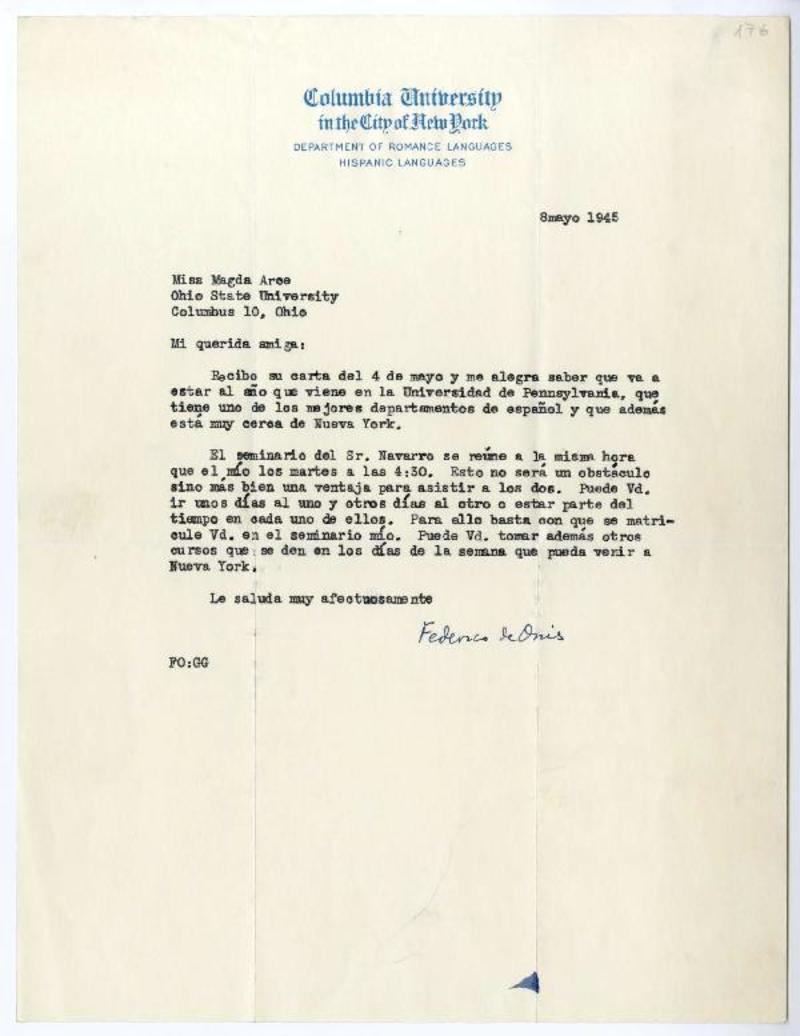 176
Columbia University
in the City of New York
DEPARTMENT OF ROMANCE LANGUAGES
HISPANIC LANGUAGES
8mayo 1945
Miss Magda Arce
Ohio State University
Columbus 10, Ohio
Mi querida amiga:
Recibo su carta del 4 de mayo y me alegra saber que va a
estar al año que viene en la Universidad de Pennsylvania, que
tiene uno de los mejores departamentos de español y que además
está muy cerca de Nueva York.
El seminario del Sr. Navarro se reúne a la misma hora
que el mío los martes a las 4:30. Esto no será un obstáculo
sino más bien una ventaja para asistir a los dos. Puede Vd.
ir unos días al uno y otros días al otro o estar parte del
tiempo en cada uno de ellos. Para ello basta con que se matri-
cule Vd. en el seminario mío. Puede Vd. tomar además otros
cursos que se den en los días de la semana que pueda venir a
Nueva York.
Le saluda muy afectuosamente
Federico de Onís
FO:GG